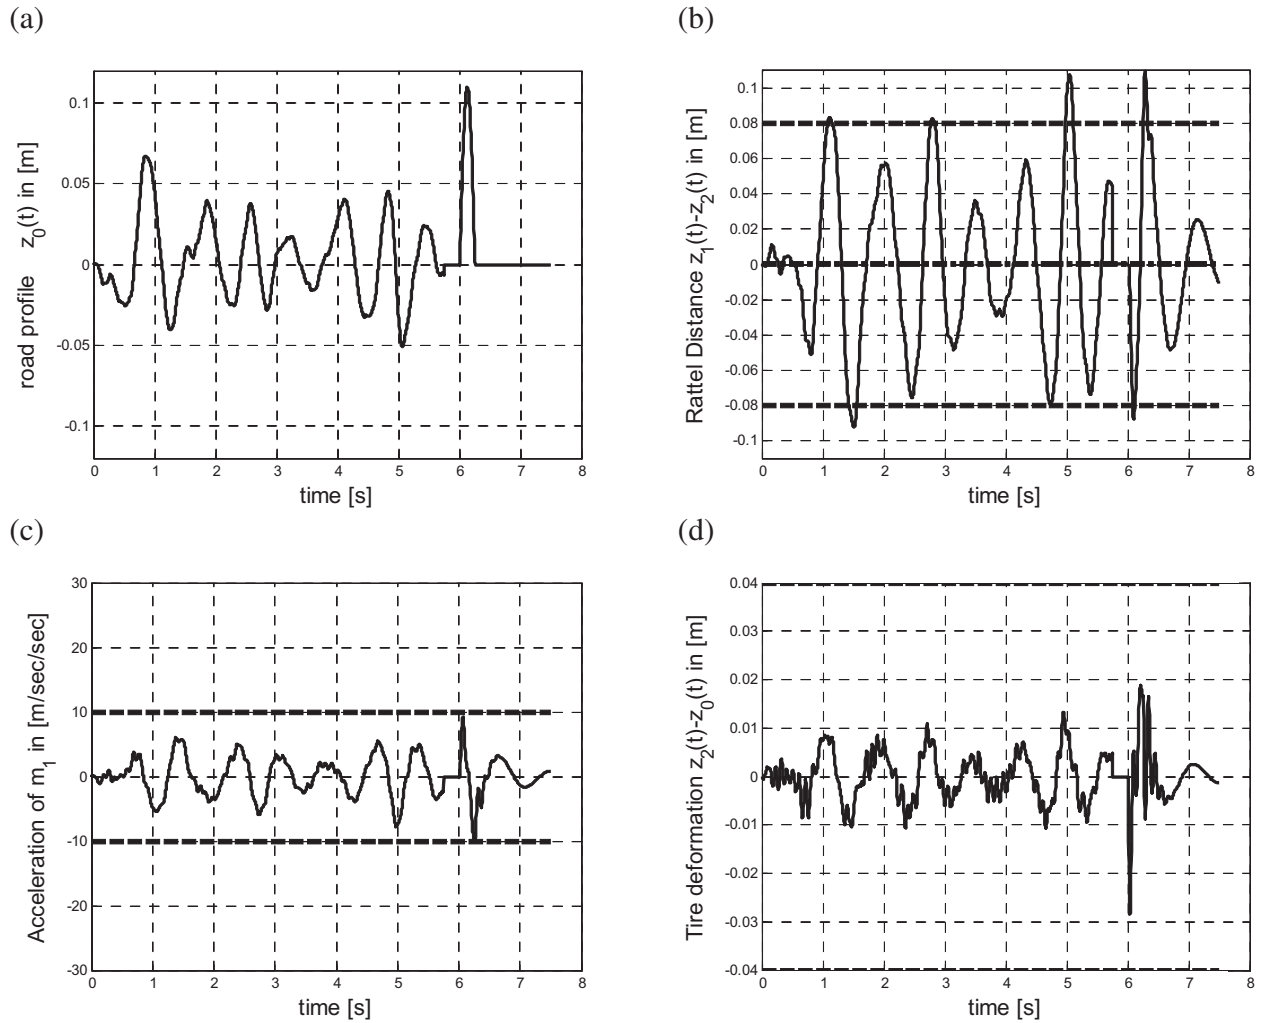 (a)
0.1
0.05
0
-0.05
-0.1
road profile z0(t) in [m]
0 1 2 3 4 5 6 7 8
time [s]
(b)
0.1
0.08
0.06
0.04
0.02
0
-0.02
-0.04
-0.06
-0.08
-0.1
Rattel Distance z1(t)-z2(t) in [m]
0 1 2 3 4 5 6 7 8
time [s]
(c)
30
20
10
0
-10
-20
-30
Acceleration of m1 in [m/sec/sec]
0 1 2 3 4 5 6 7 8
time [s]
(d)
0.04
0.03
0.02
0.01
0
-0.01
-0.02
-0.03
-0.04
Tire deformation z2(t)-z0(t) in [m]
0 1 2 3 4 5 6 7 8
time [s]